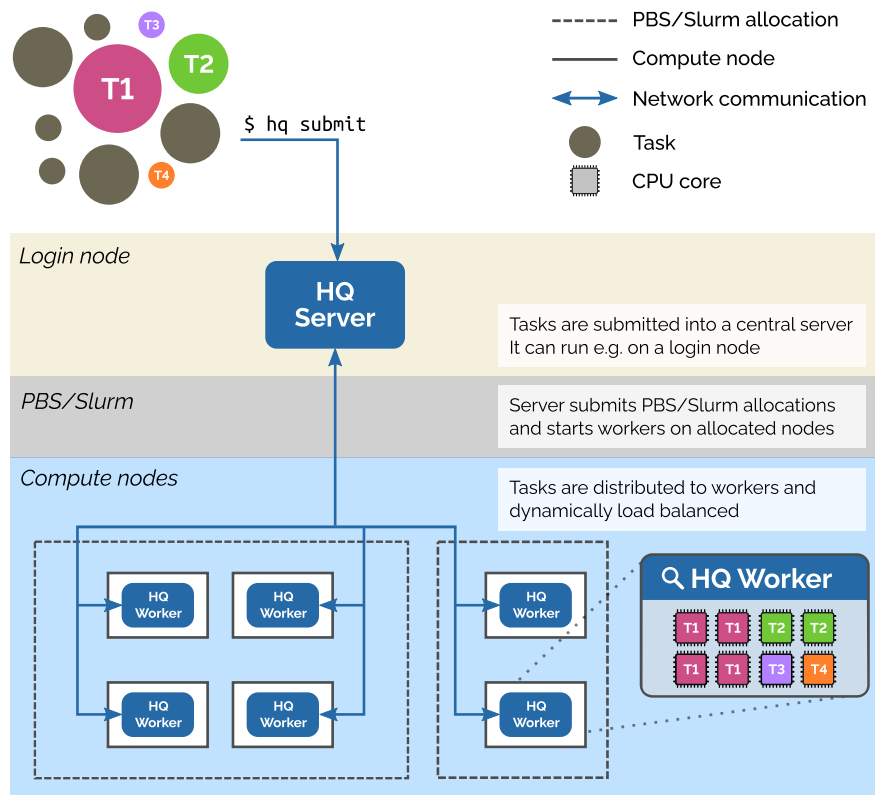 T3
T2
T1
T4
$ hq submit
PBS/Slurm allocation
Compute node
Network communication
Task
CPU core
Login node
HQ
Server
Tasks are submitted into a central server
It can run e.g. on a login node
PBS/Slurm
Server submits PBS/Slurm allocations
and starts workers on allocated nodes
Compute nodes
Tasks are distributed to workers and
dynamically load balanced
HQ
Worker
HQ
Worker
HQ
Worker
HQ
Worker
HQ
Worker
HQ
Worker
HQ Worker
T1 T1 T2 T2
T1 T1 T3 T4